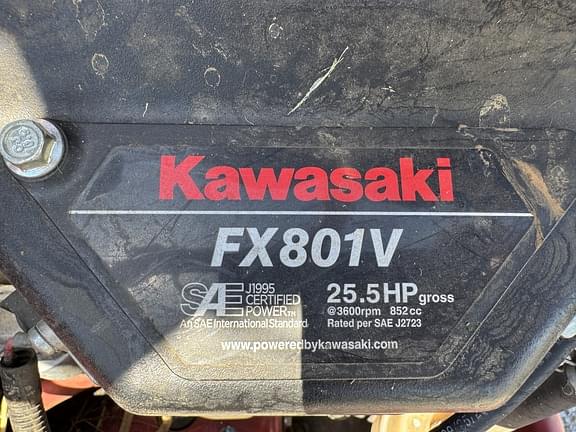 Kawasaki
FX801V
SAE J1995 CERTIFIED POWER™
An SAE International Standard
25.5HP gross
@3600rpm 852cc
Rated per SAE J2723
www.poweredbykawasaki.com